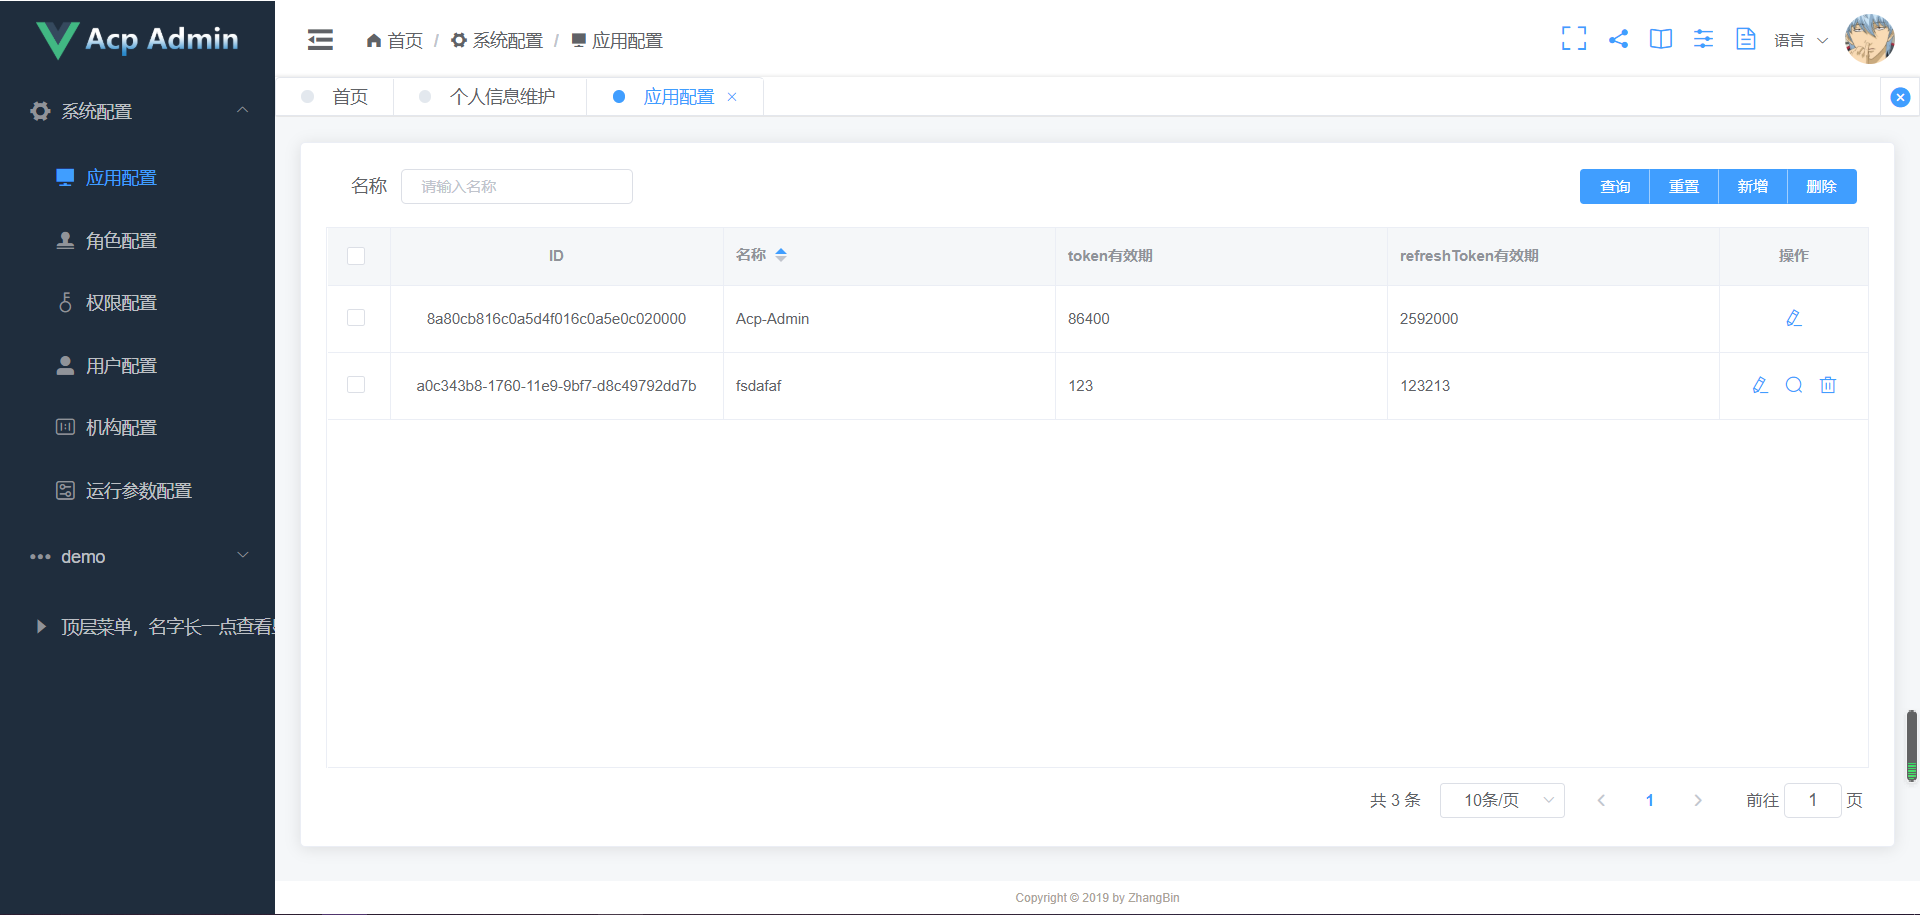 Acp Admin
首页 / 系统配置 / 应用配置
语言
系统配置
应用配置
角色配置
权限配置
用户配置
机构配置
运行参数配置
demo
顶层菜单，名字长一点查看
首页
个人信息维护
应用配置
名称 请输入名称
查询 重置 新增 删除
ID 名称 token有效期 refreshToken有效期 操作
8a80cb816c0a5d4f016c0a5e0c020000 Acp-Admin 86400 2592000
a0c343b8-1760-11e9-9bf7-d8c49792dd7b fsdafaf 123 123213
共 3 条 10条/页 1 前往 1 页
Copyright © 2019 by ZhangBin